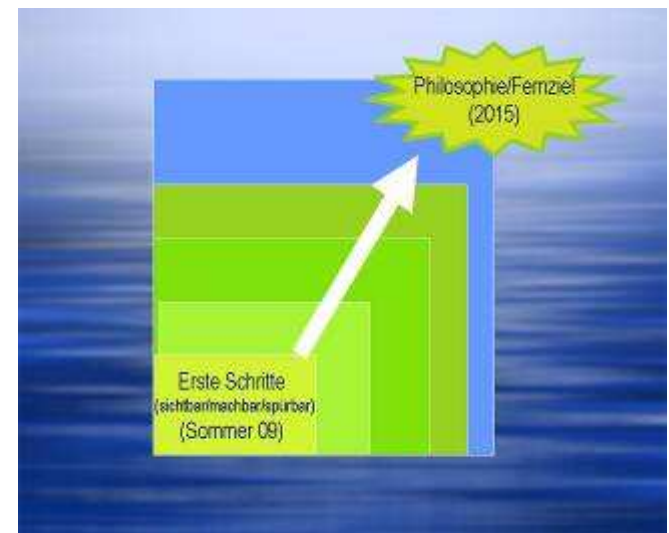 Philosophie/Fernziel
(2015)
Erste Schritte
(sichtbar/machbar/spürbar)
(Sommer 09)